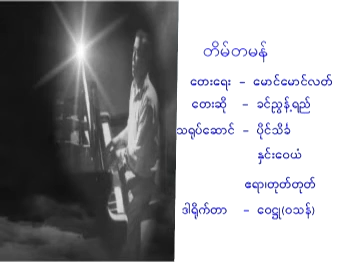 တိမ်တမန်
တေးရေး - မောင်မောင်လတ်
တေးဆို - ခင်ညွန့်ရည်
သရုပ်ဆောင် - ပိုင်သိင်္ခ
နှင်းဝေယံ
ရော၊တုတ်တုတ်
ဒါရိုက်တာ - ဝေဠု(ဝသန်)